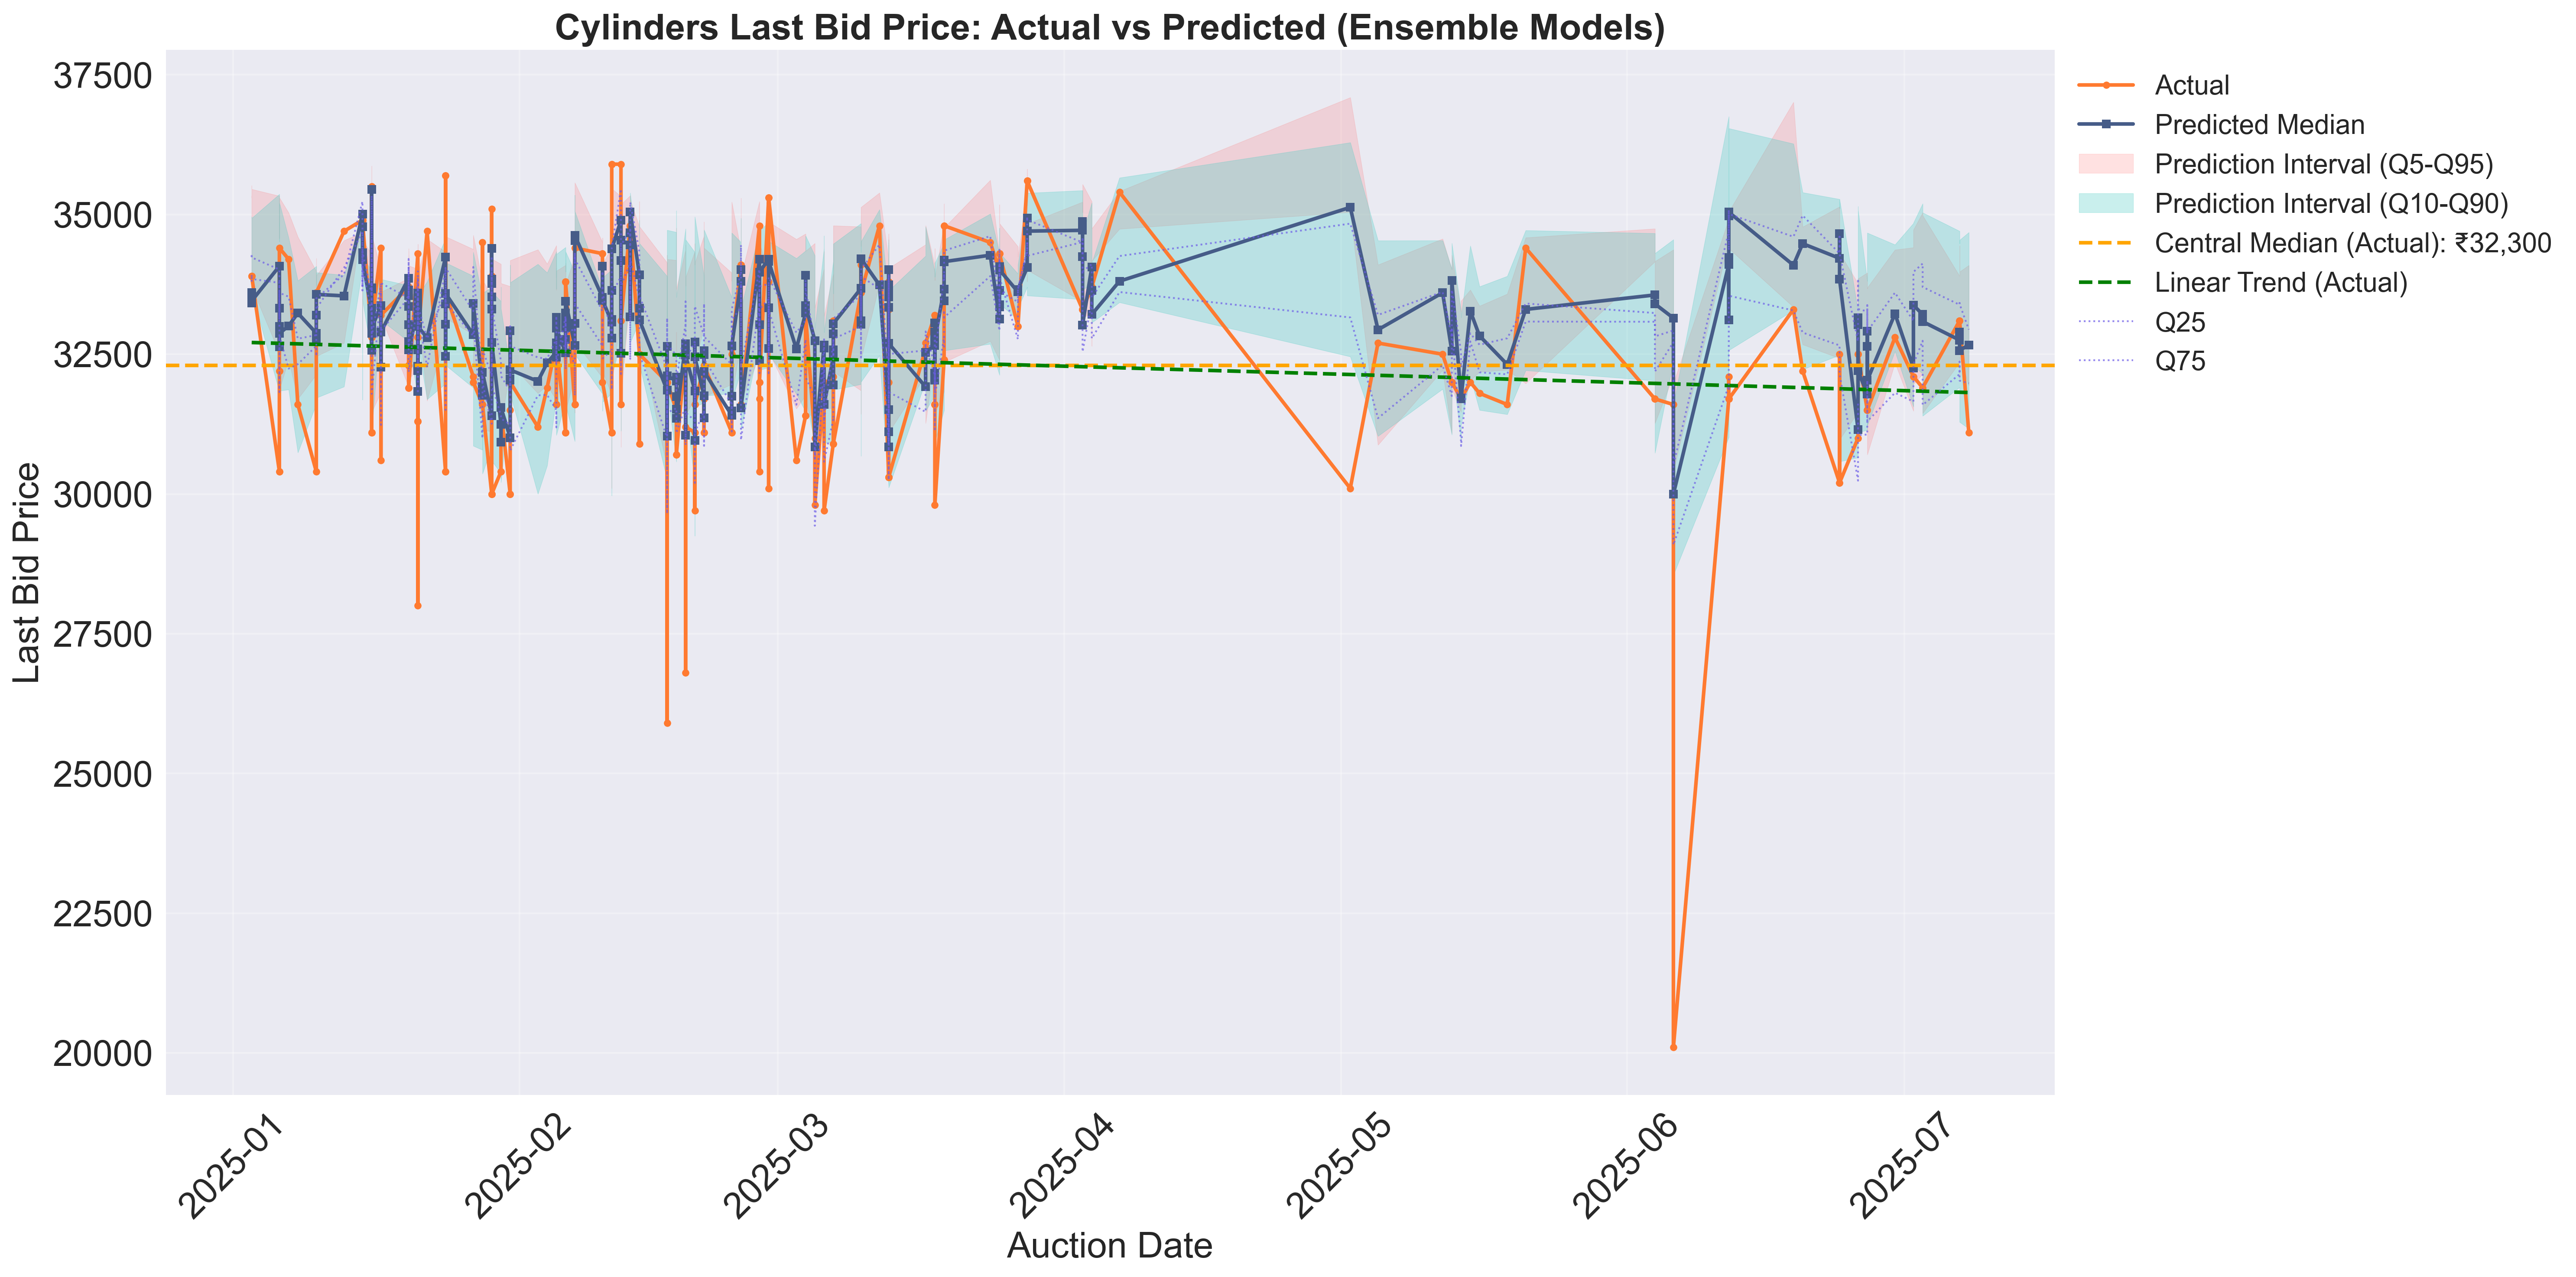 Cylinders Last Bid Price: Actual vs Predicted (Ensemble Models)
37500
35000
32500
30000
27500
25000
22500
20000
Last Bid Price
2025-01
2025-02
2025-03
2025-04
2025-05
2025-06
2025-07
Auction Date
Actual
Predicted Median
Prediction Interval (Q5-Q95)
Prediction Interval (Q10-Q90)
Central Median (Actual): ₹32,300
Linear Trend (Actual)
Q25
Q75